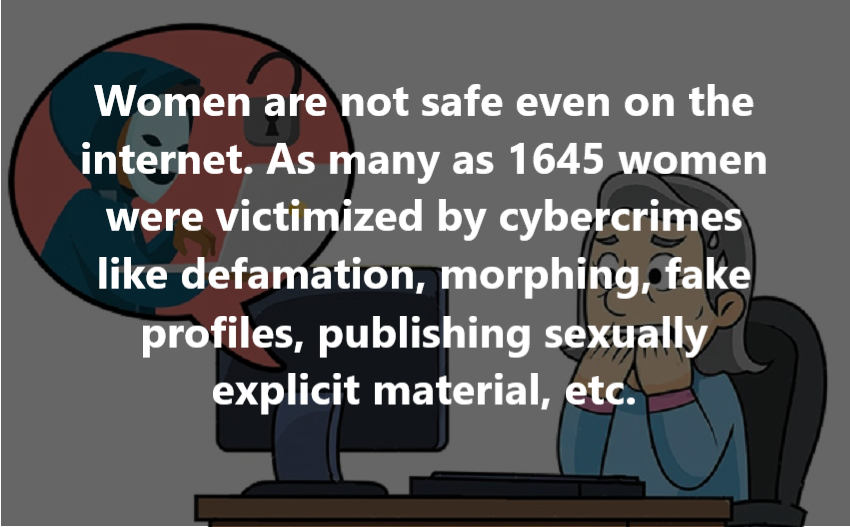 Women are not safe even on the
internet. As many as 1645 women
were victimized by cybercrimes
like defamation, morphing, fake
profiles, publishing sexually
explicit material, etc.